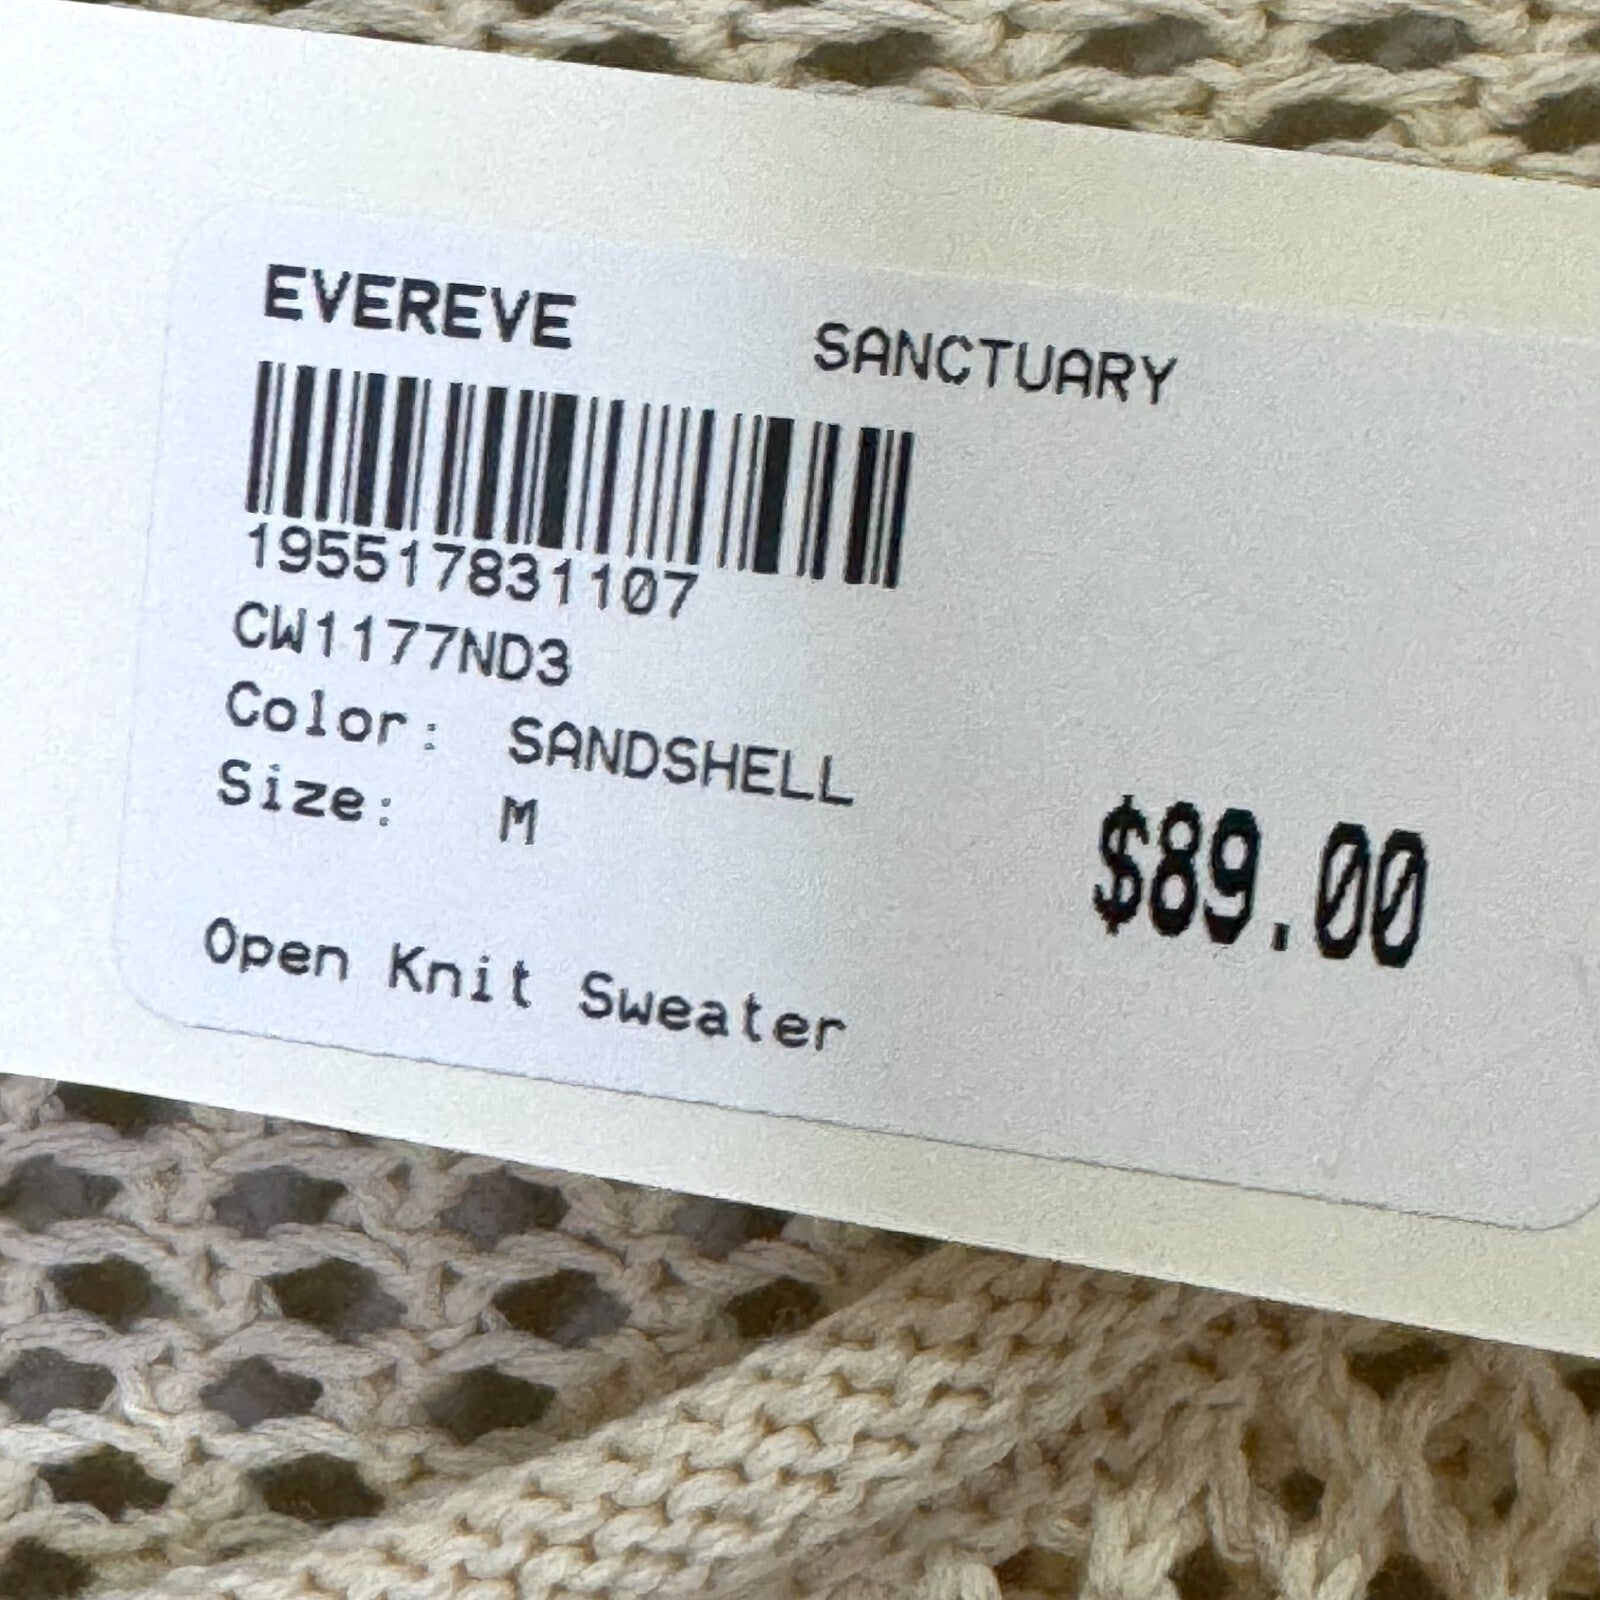 EVEREVE
SANCTUARY
195517831107
CW1177ND3
Color: SANDSHELL
Size: M
$89.00
Open Knit Sweater